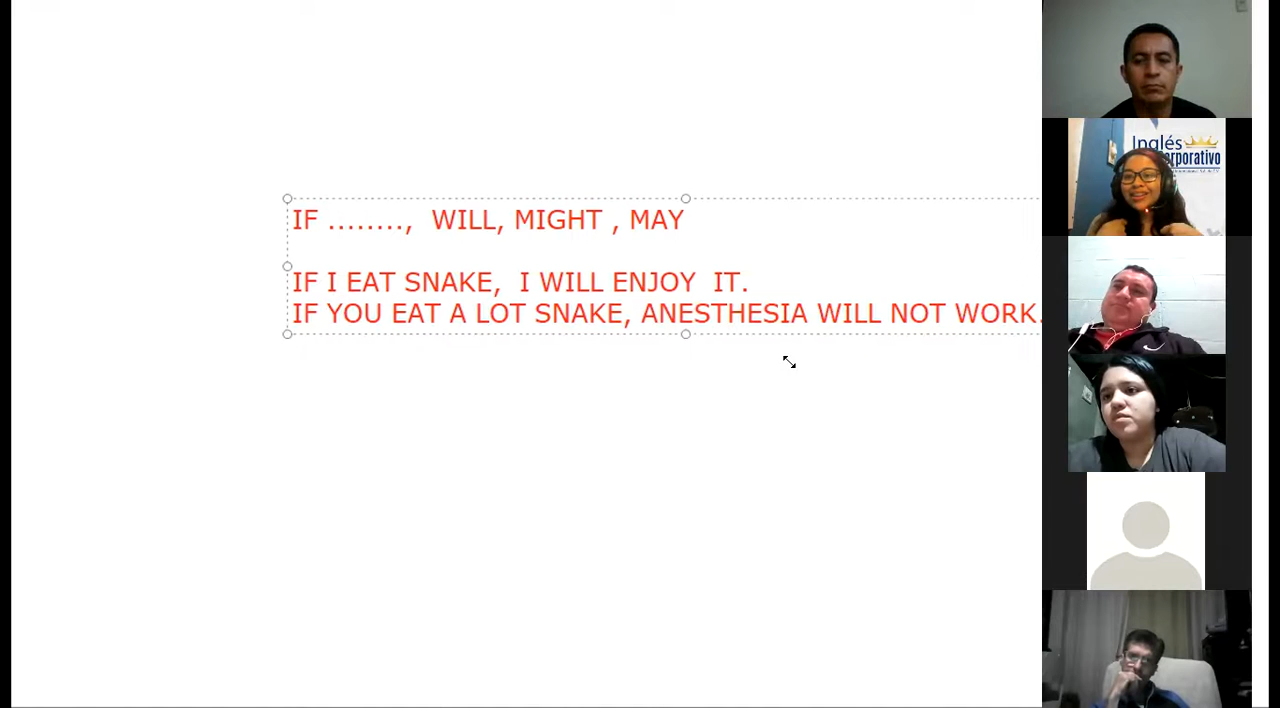 IF ........, WILL, MIGHT , MAY
IF I EAT SNAKE, I WILL ENJOY IT.
IF YOU EAT A LOT SNAKE, ANESTHESIA WILL NOT WORK.
Inglés
orporativo